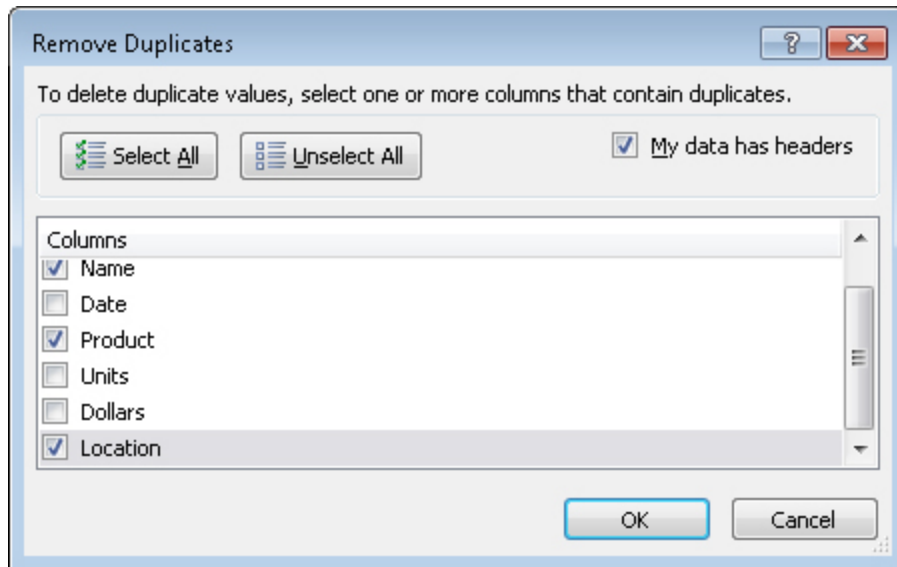 Remove Duplicates
To delete duplicate values, select one or more columns that contain duplicates.
Select All
Unselect All
My data has headers
Columns
Name
Date
Product
Units
Dollars
Location
OK
Cancel